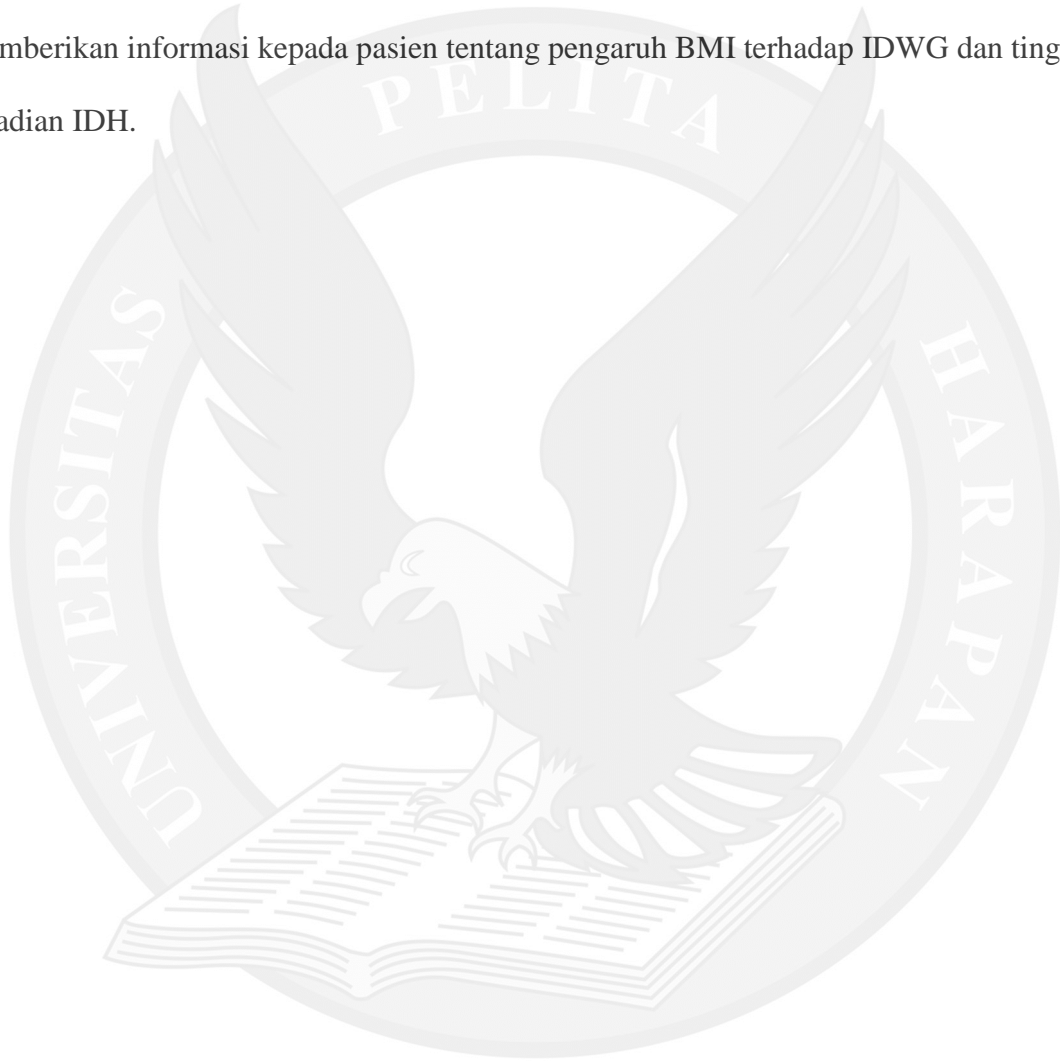 mberikan informasi kepada pasien tentang pengaruh BMI terhadap IDWG dan ting
adian IDH.
UNIVERSITAS PELITA HARAPAN